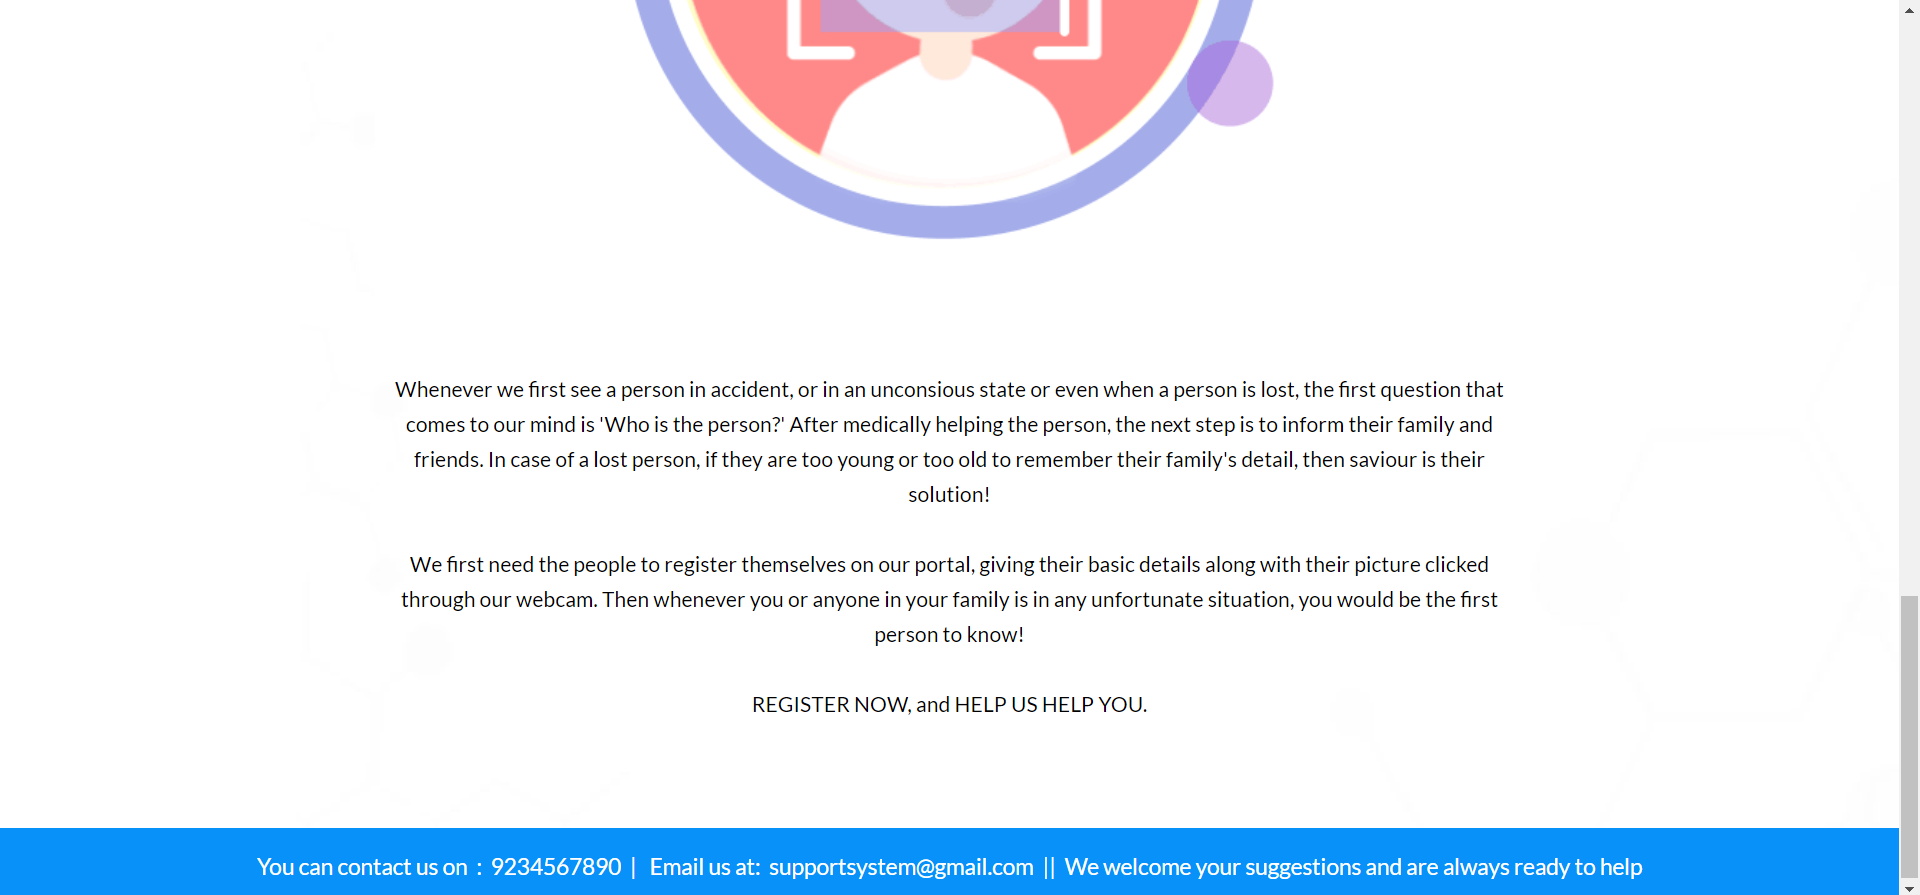 Whenever we first see a person in accident, or in an unconsious state or even when a person is lost, the first question that
comes to our mind is 'Who is the person?' After medically helping the person, the next step is to inform their family and
friends. In case of a lost person, if they are too young or too old to remember their family's detail, then saviour is their
solution!
We first need the people to register themselves on our portal, giving their basic details along with their picture clicked
through our webcam. Then whenever you or anyone in your family is in any unfortunate situation, you would be the first
person to know!
REGISTER NOW, and HELP US HELP YOU.
You can contact us on : 9234567890 | Email us at: supportsystem@gmail.com || We welcome your suggestions and are always ready to help